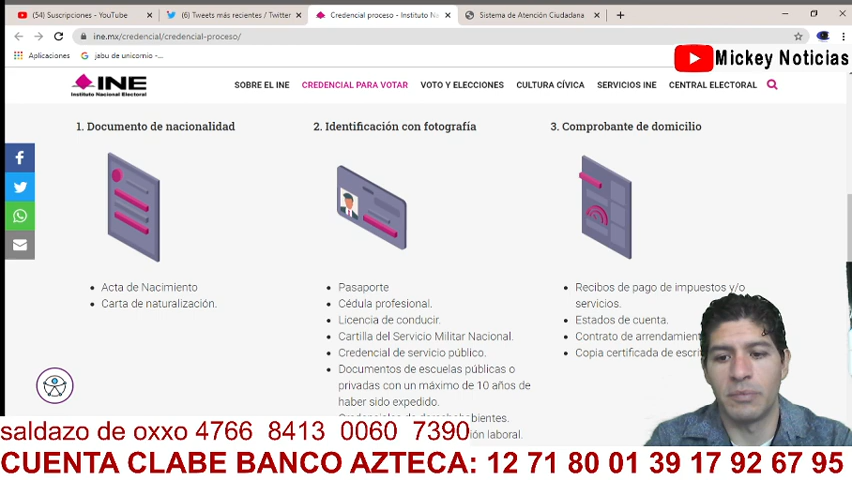 (54) Suscripciones - YouTube
(6) Tweets más recientes / Twitter
Credencial proceso - Instituto Na
Sistema de Atención Ciudadana
ine.mx/credencial/credencial-proceso/
Aplicaciones
jabu de unicornio -...
Mickey Noticias
INE
Instituto Nacional Electoral
SOBRE EL INE
CREDENCIAL PARA VOTAR
VOTO Y ELECCIONES
CULTURA CÍVICA
SERVICIOS INE
CENTRAL ELECTORAL
1. Documento de nacionalidad
Acta de Nacimiento
Carta de naturalización.
2. Identificación con fotografía
Pasaporte
Cédula profesional.
Licencia de conducir.
Cartilla del Servicio Militar Nacional.
Credencial de servicio público.
Documentos de escuelas públicas o
privadas con un máximo de 10 años de
haber sido expedido.
Credenciales de derechohabientes.
ión laboral.
3. Comprobante de domicilio
Recibos de pago de impuestos y/o
servicios.
Estados de cuenta.
Contrato de arrendamient
Copia certificada de escri
saldazo de oxxo 4766 8413 0060 7390
CUENTA CLABE BANCO AZTECA: 12 71 80 01 39 17 92 67 95